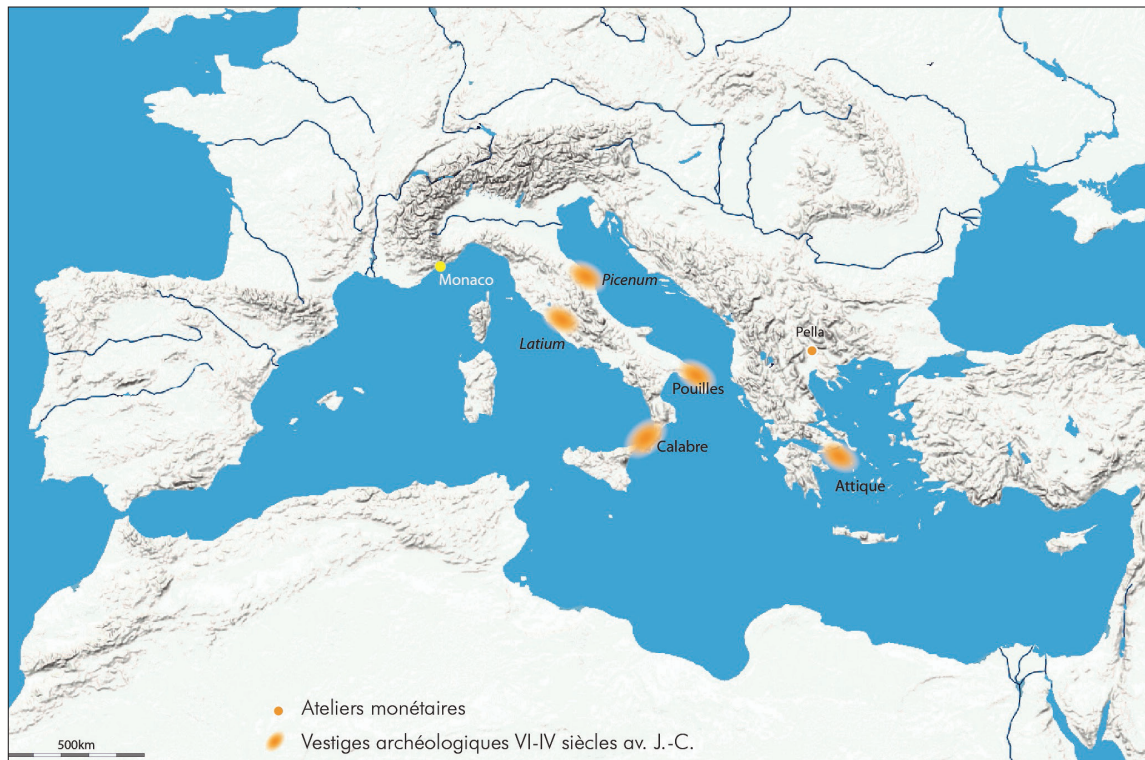 Monaco
Picenum
Latium
Pella
Pouilles
Calabre
Attique
Ateliers monétaires
500km
Vestiges archéologiques VI-IV siècles av. J.-C.